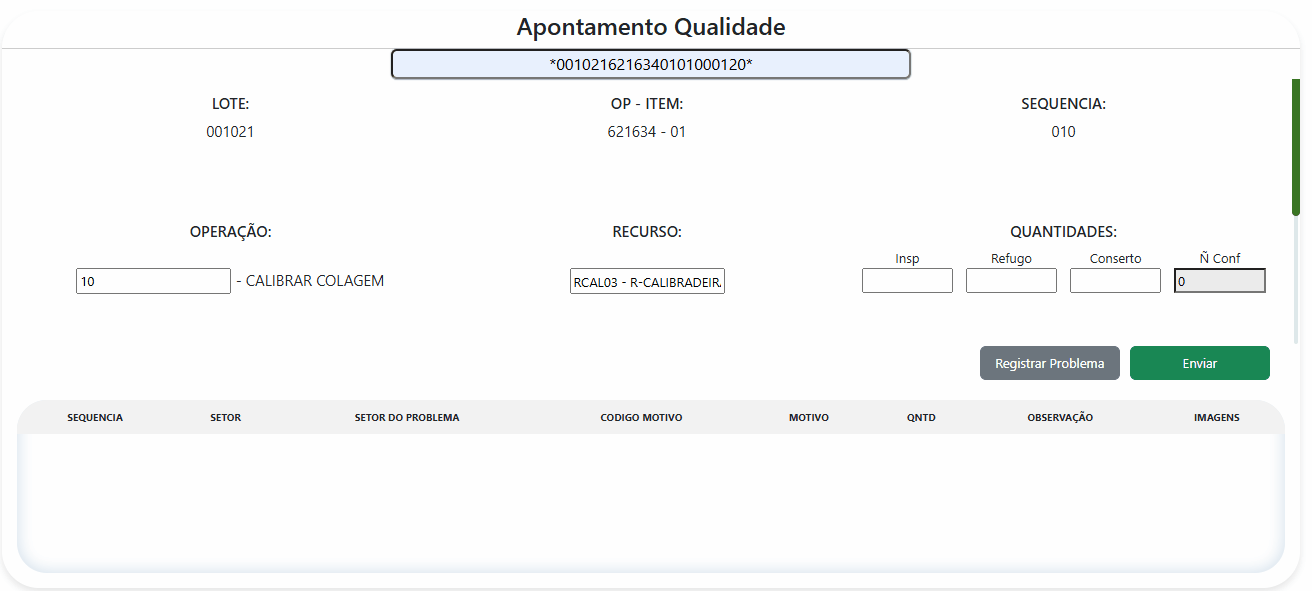 Apontamento Qualidade
*0010216216340101000120*
LOTE: OP - ITEM: SEQUENCIA:
001021 621634 - 01 010
OPERAÇÃO: RECURSO: QUANTIDADES:
Insp Refugo Conserto Ñ Conf
10 - CALIBRAR COLAGEM RCAL03 - R-CALIBRADEIR 0
Registrar Problema Enviar
SEQUENCIA SETOR SETOR DO PROBLEMA CODIGO MOTIVO MOTIVO QNTD OBSERVAÇÃO IMAGENS